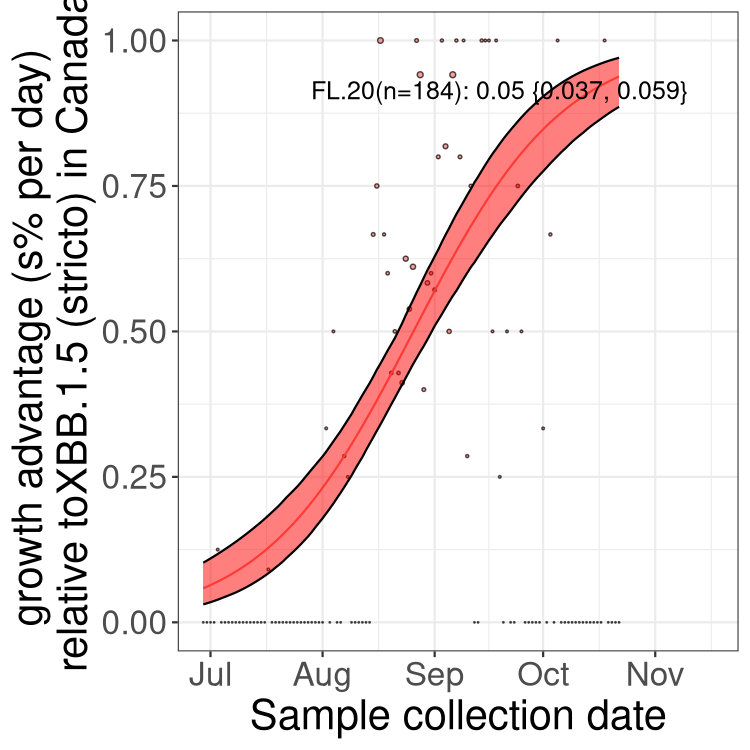 growth advantage (s% per day)
relative toXBB.1.5 (stricto) in Canada
1.00
0.75
0.50
0.25
0.00
FL.20(n=184): 0.05 {0.037, 0.059}
Jul Aug Sep Oct Nov
Sample collection date